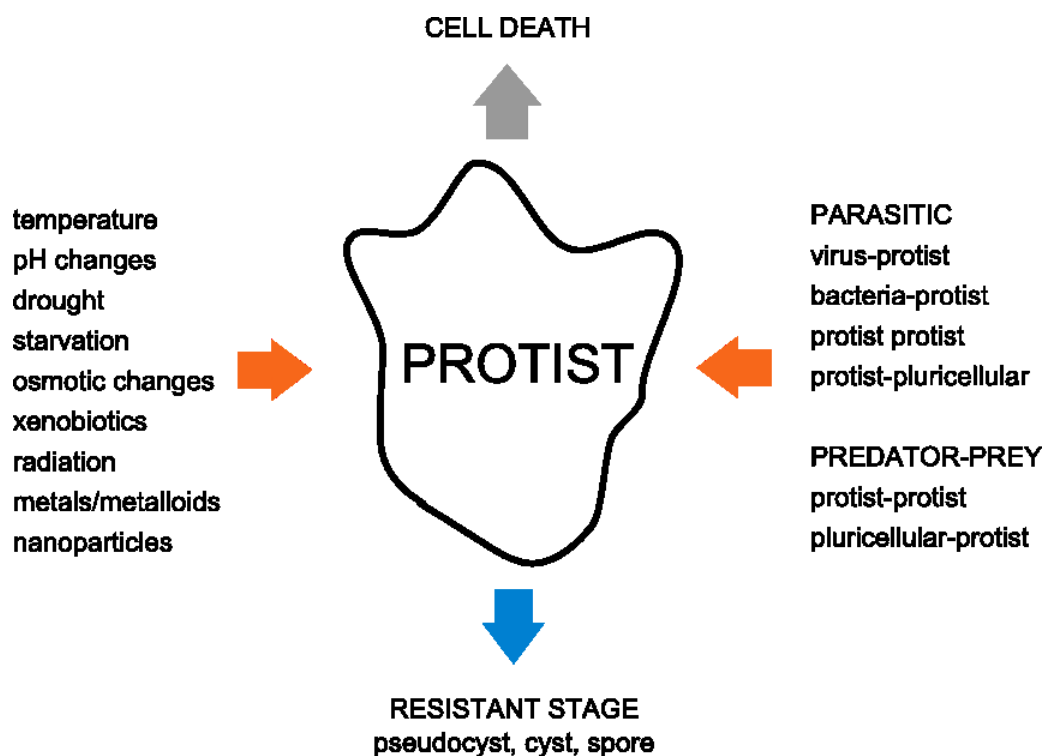 CELL DEATH
temperature
pH changes
drought
starvation
osmotic changes
xenobiotics
radiation
metals/metalloids
nanoparticles
PROTIST
PARASITIC
virus-protist
bacteria-protist
protist protist
protist-pluricellular
PREDATOR-PREY
protist-protist
pluricellular-protist
RESISTANT STAGE
pseudocyst, cyst, spore